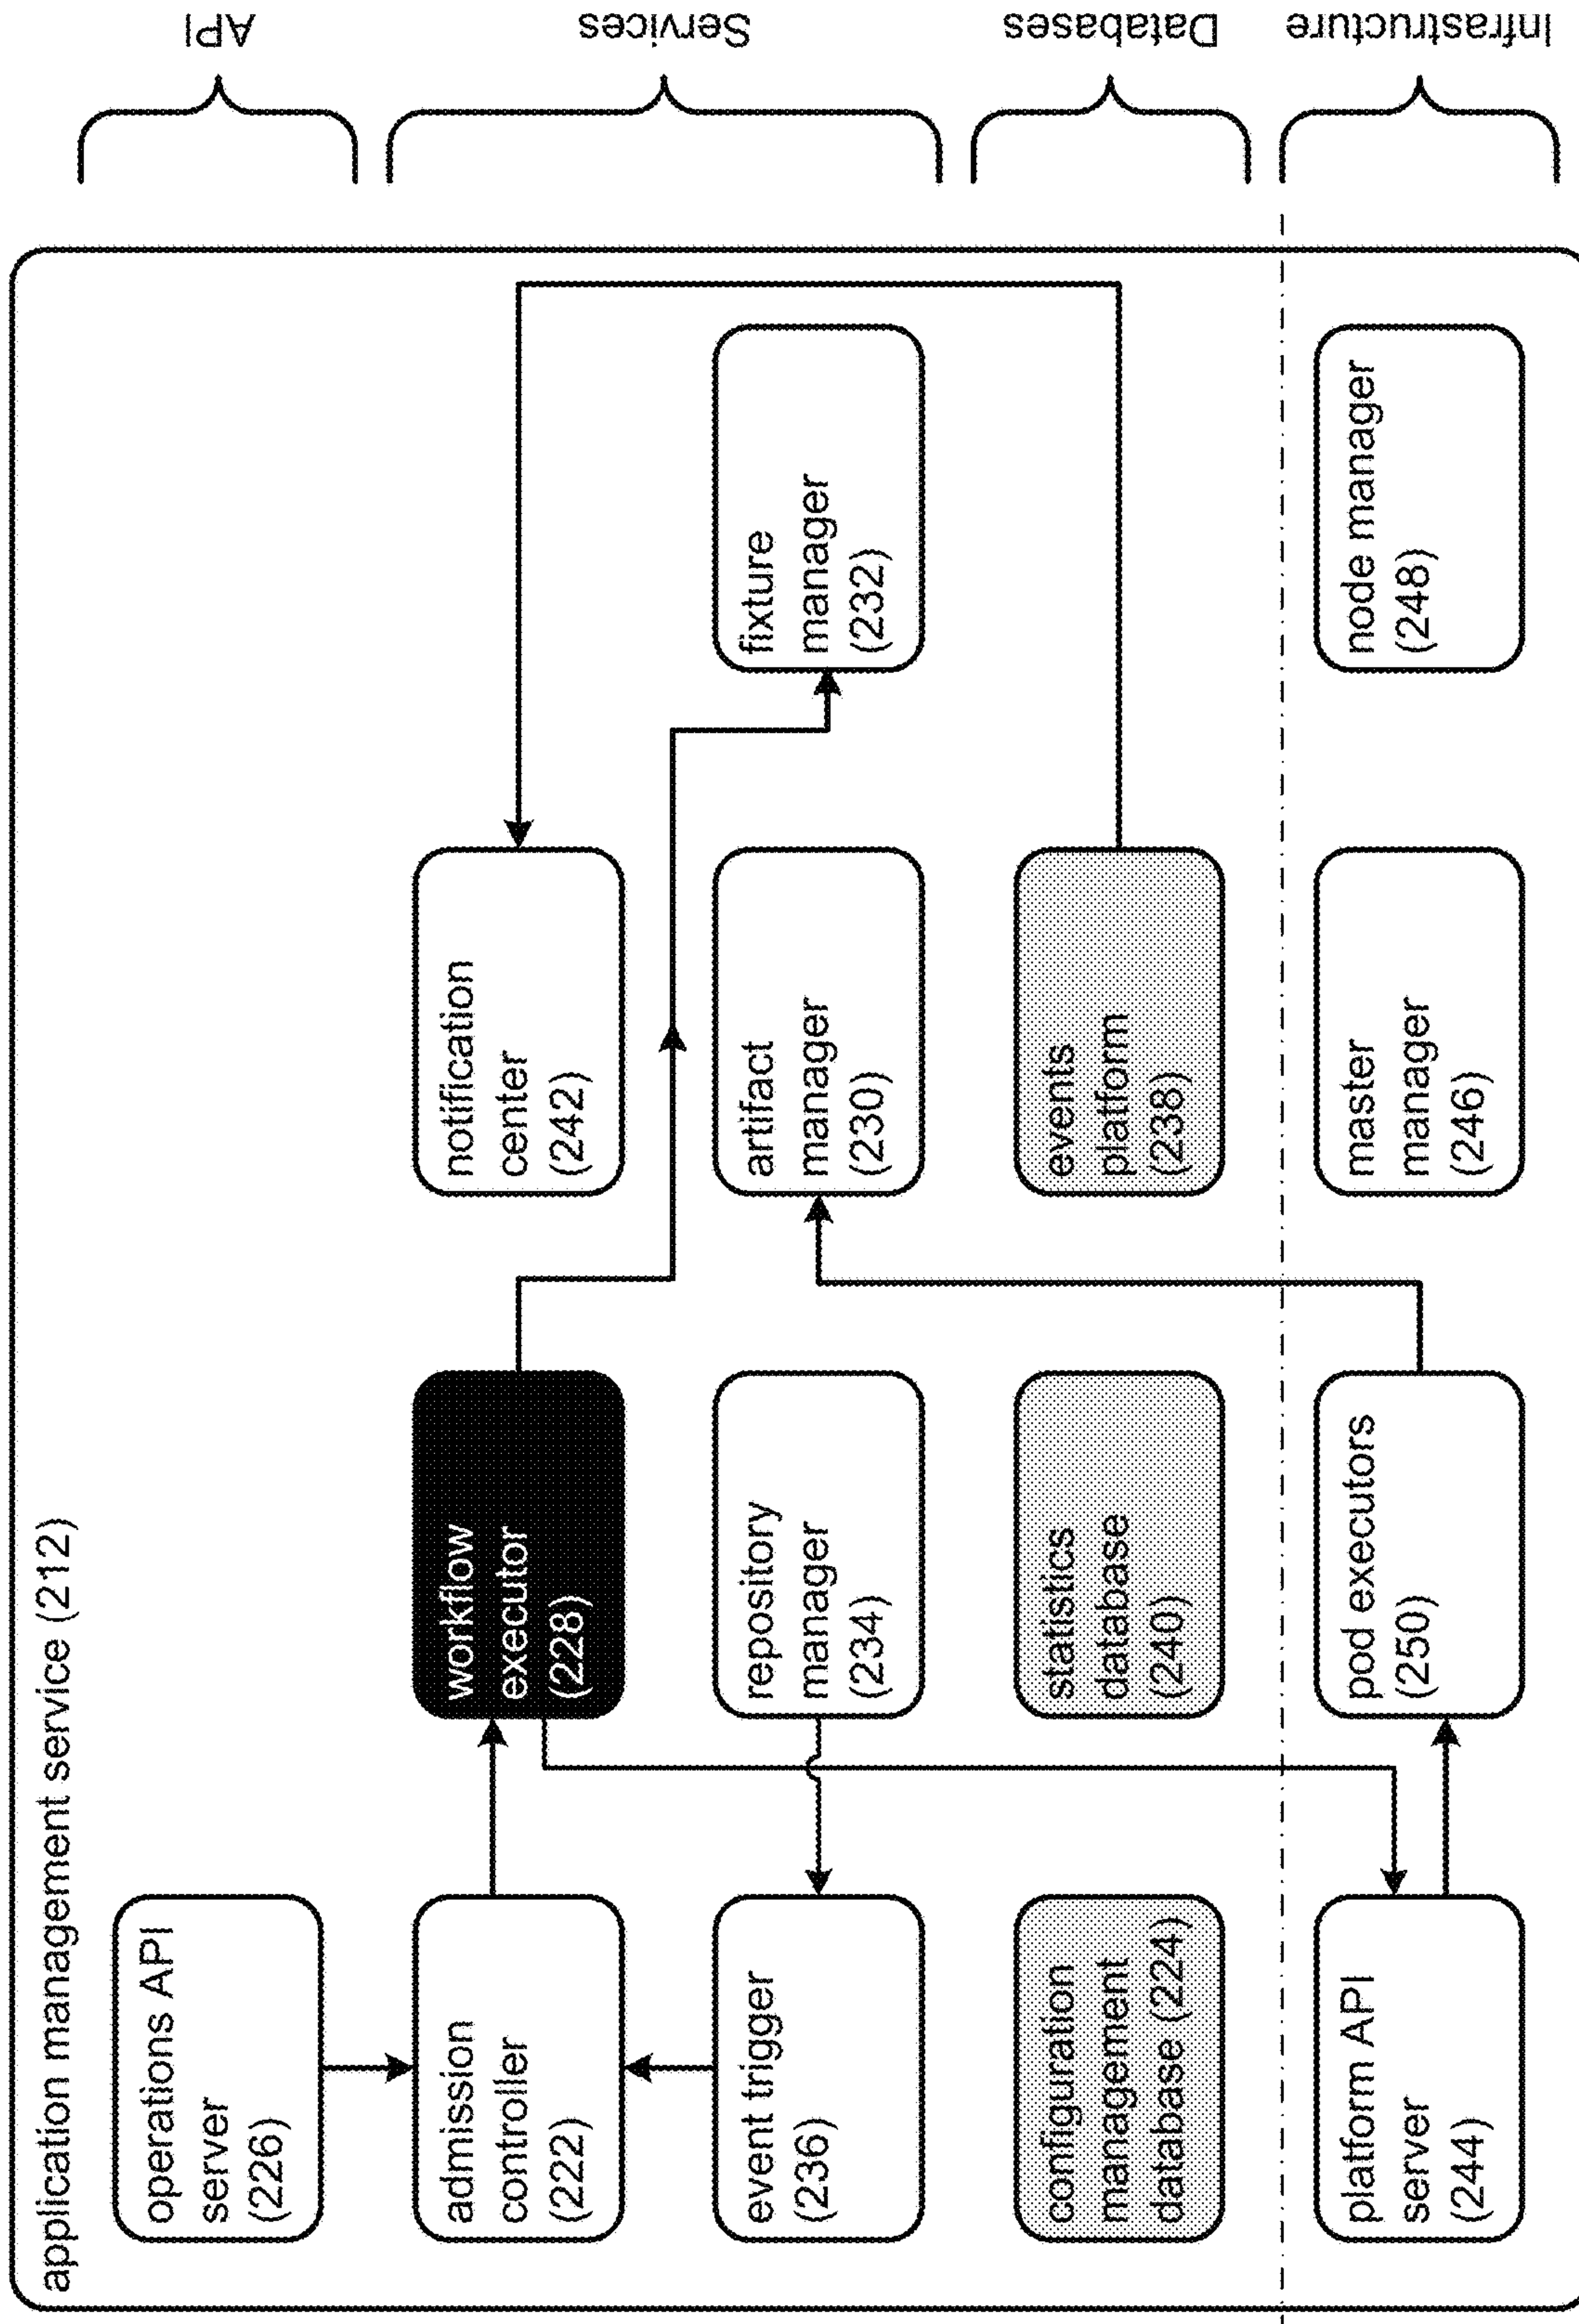 application management service (212)
operations API
server
(226)
API
admission
controller
(222)
workflow
executor
(228)
notification
center
(242)
Services
event trigger
(236)
repository
manager
(234)
artifact
manager
(230)
fixture
manager
(232)
configuration
management
database (224)
statistics
database
(240)
events
platform
(238)
Databases
platform API
server
(244)
pod executors
(250)
master
manager
(246)
node manager
(248)
Infrastructure